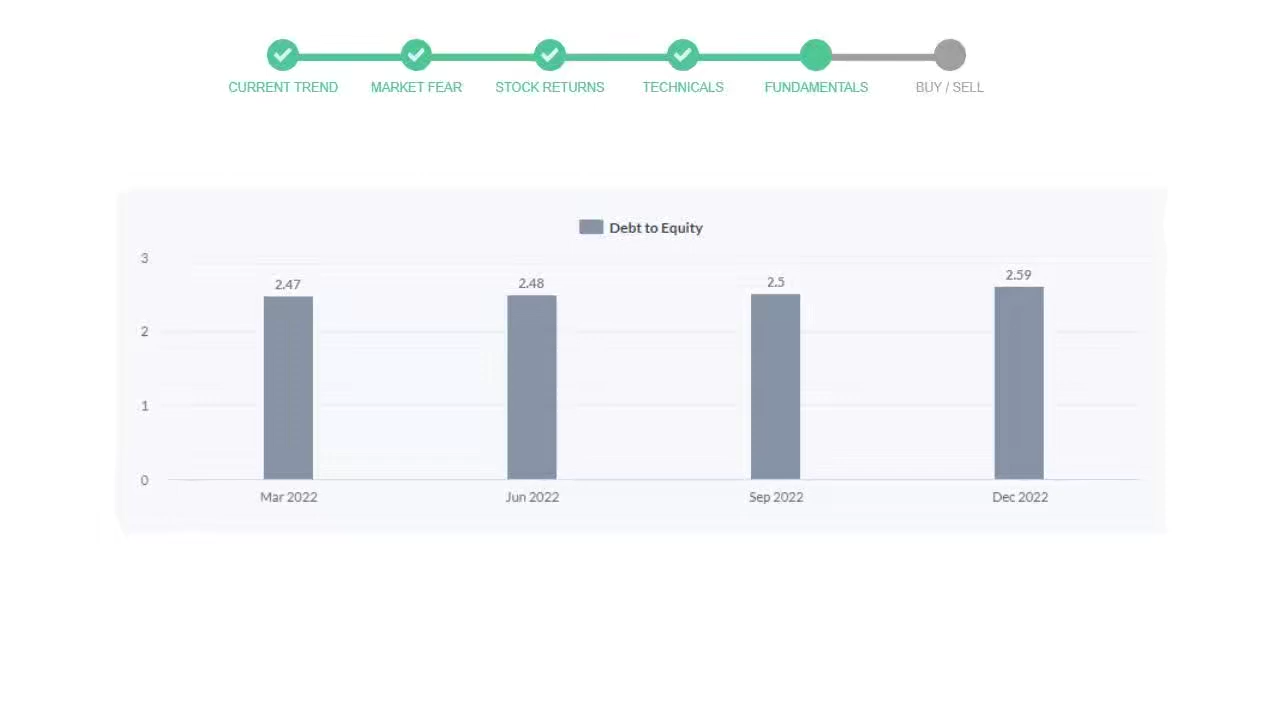 CURRENT TREND MARKET FEAR STOCK RETURNS TECHNICALS FUNDAMENTALS BUY / SELL
Debt to Equity
3
2.47 2.48 2.5 2.59
2
1
0
Mar 2022 Jun 2022 Sep 2022 Dec 2022